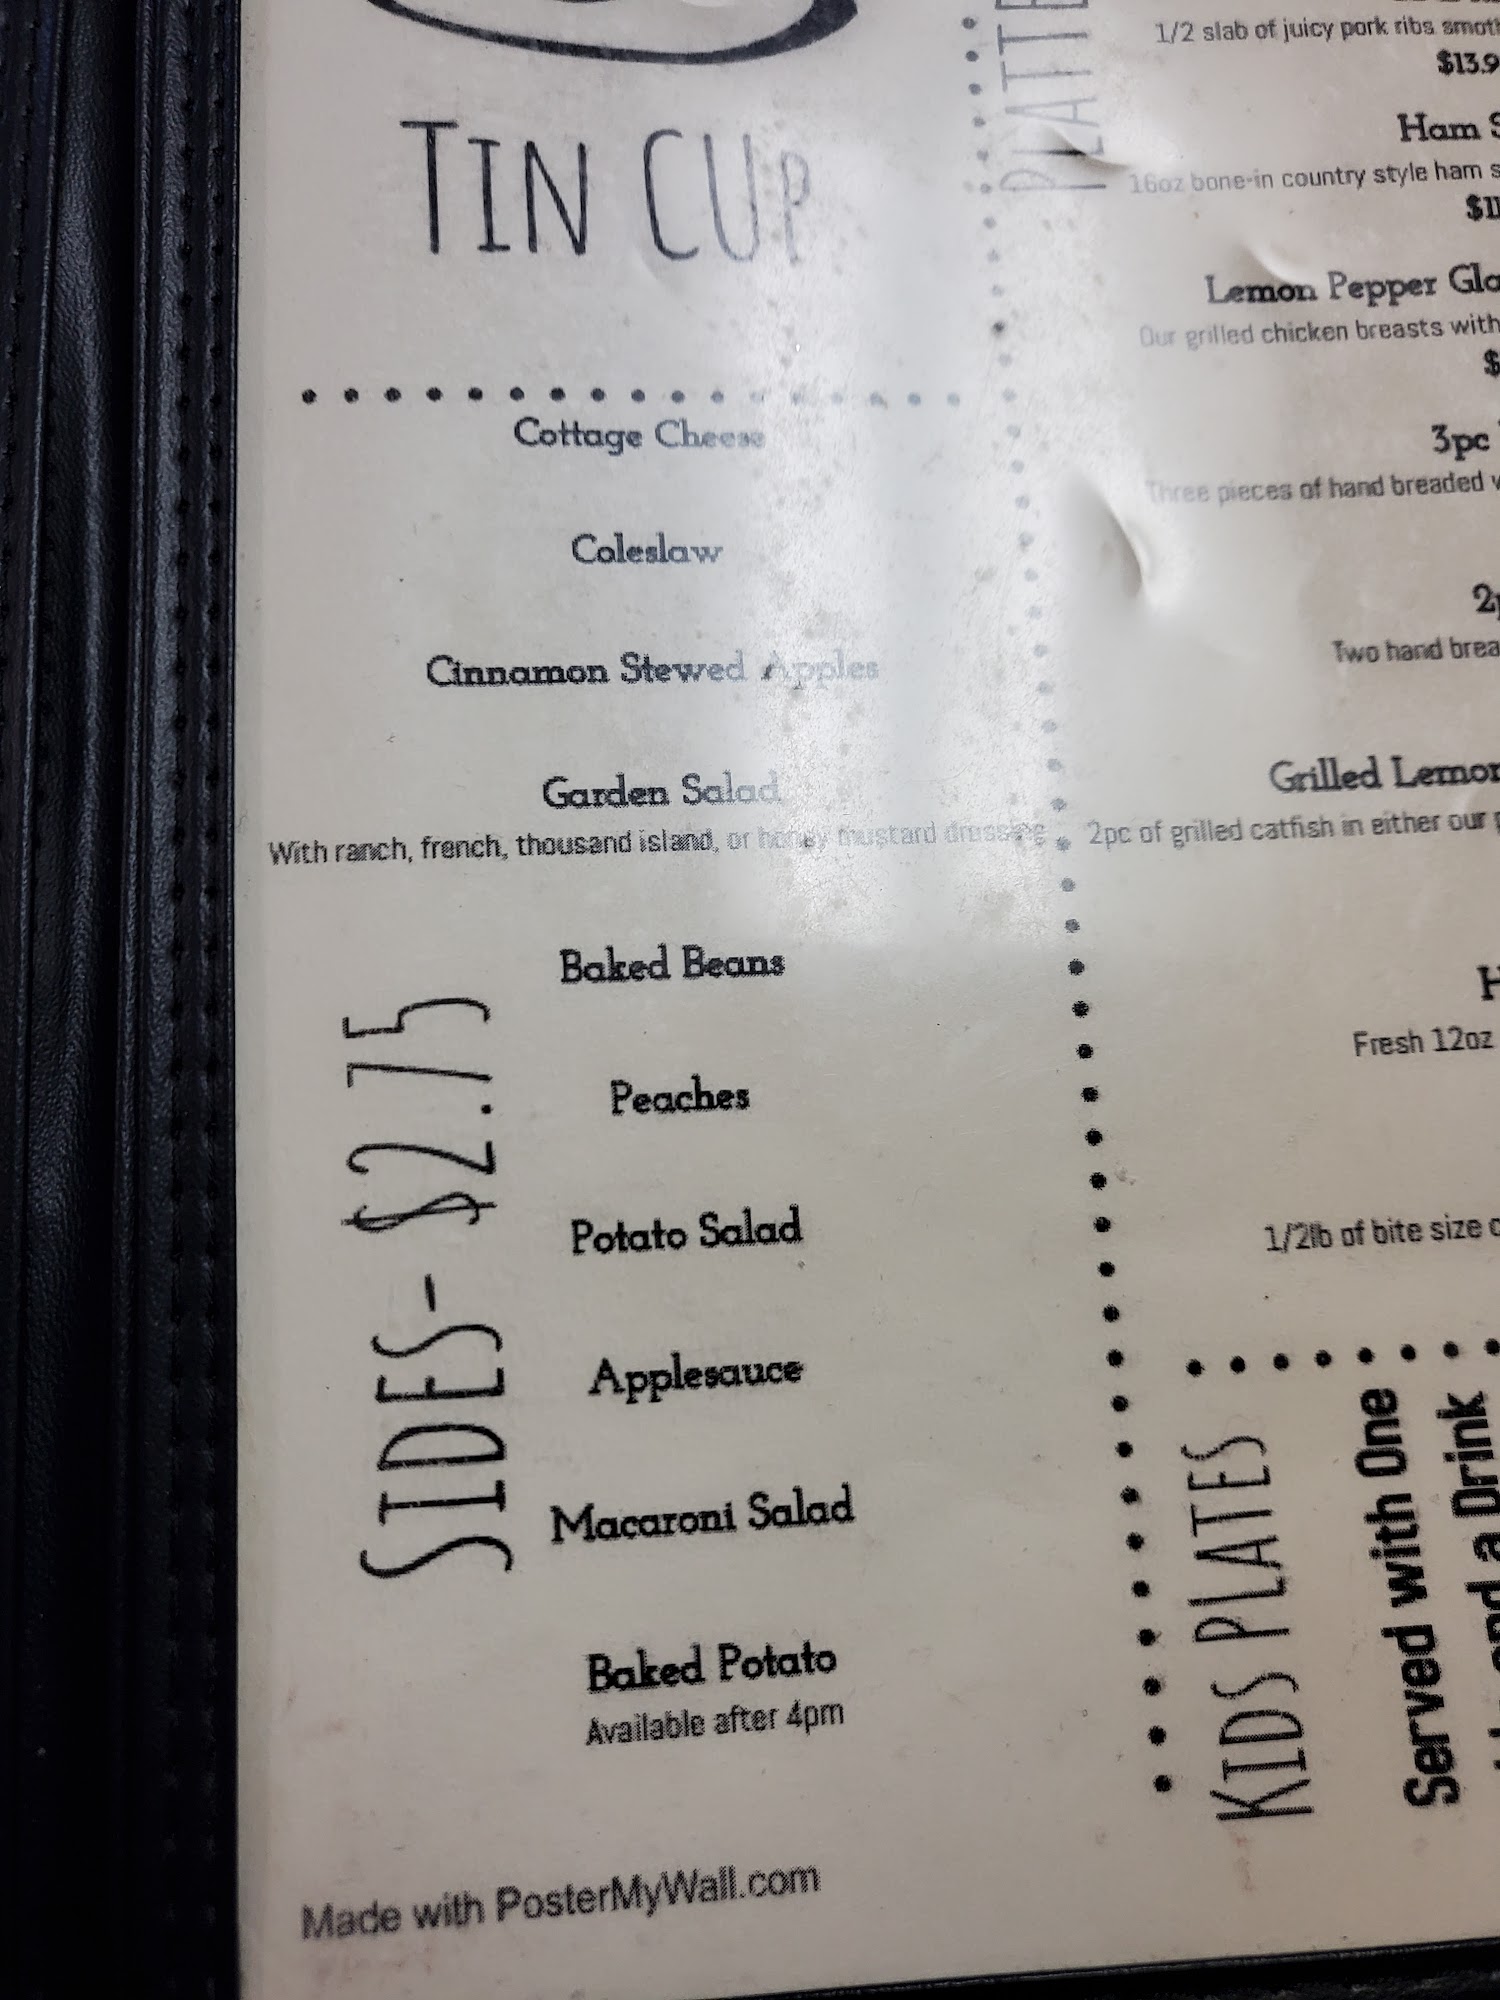 TIN CUP
Cottage Cheese
Coleslaw
Cinnamon Stewed Apples
Garden Salad
With ranch, french, thousand island, or honey mustard dressing
Baked Beans
Peaches
Potato Salad
Applesauce
Macaroni Salad
Baked Potato
Available after 4pm
SIDES- $2.75
Made with PosterMyWall.com
1/2 slab of juicy pork ribs
$13.9
Ham
16oz bone-in country style ham
Lemon Pepper
Our grilled chicken breasts with
3pc
Three pieces of hand breaded
Two hand
Grilled
2pc of grilled catfish in either our
Fresh 12oz
1/2lb of bite size
KIDS PLATES
Served with One
and a Drink